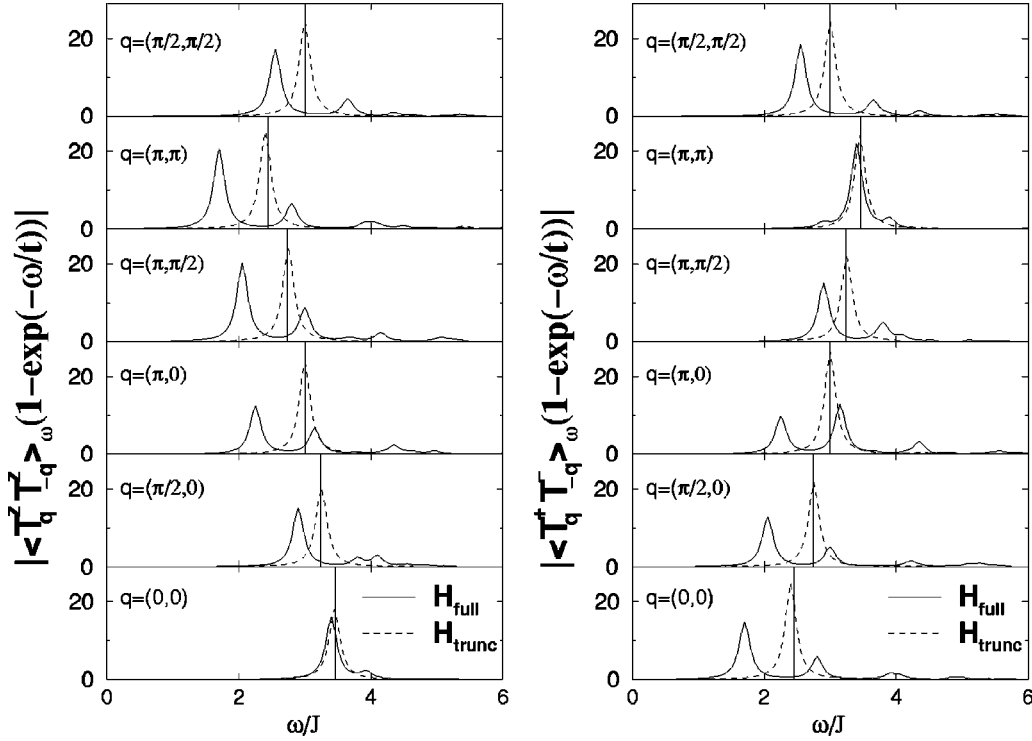 |<T^z_q T^z_-q>_ω(1−exp(−ω/t))|
20
0
q=(π/2,π/2)
20
0
q=(π,π)
20
0
q=(π,π/2)
20
0
q=(π,0)
20
0
q=(π/2,0)
20
0
q=(0,0)
H_full
H_trunc
0 2 4 6
ω/J
|<T^+_q T^-_-q>_ω(1−exp(−ω/t))|
20
0
q=(π/2,π/2)
20
0
q=(π,π)
20
0
q=(π,π/2)
20
0
q=(π,0)
20
0
q=(π/2,0)
20
0
q=(0,0)
H_full
H_trunc
0 2 4 6
ω/J